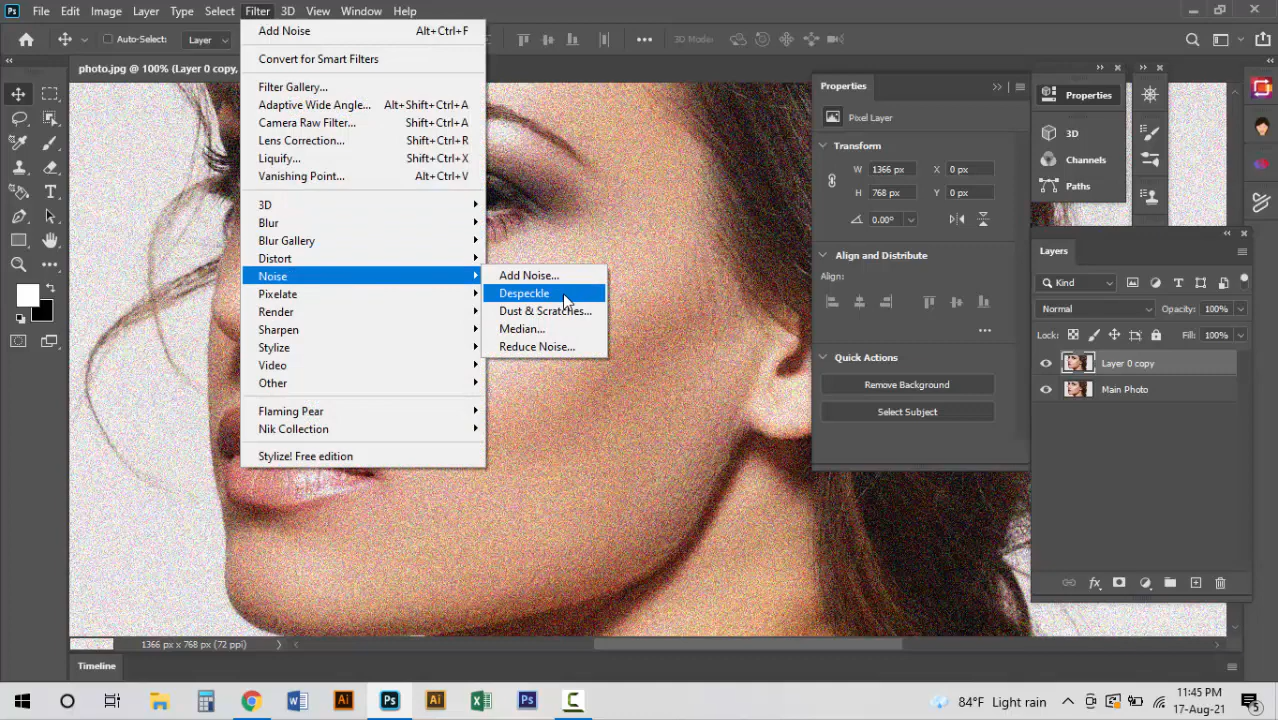 Ps File Edit Image Layer Type Select Filter 3D View Window Help
Auto-Select: Layer
3D Mode:
photo.jpg @ 100% (Layer 0 copy,
Add Noise Alt+Ctrl+F
Convert for Smart Filters
Filter Gallery...
Adaptive Wide Angle... Alt+Shift+Ctrl+A
Camera Raw Filter... Shift+Ctrl+A
Lens Correction... Shift+Ctrl+R
Liquify... Shift+Ctrl+X
Vanishing Point... Alt+Ctrl+V
3D
Blur
Blur Gallery
Distort
Noise
Pixelate
Render
Sharpen
Stylize
Video
Other
Flaming Pear
Nik Collection
Stylize! Free edition
Add Noise...
Despeckle
Dust & Scratches...
Median...
Reduce Noise...
Properties
Pixel Layer
Transform
W 1366 px X 0 px
H 768 px Y 0 px
0.00°
Align and Distribute
Align:
Quick Actions
Remove Background
Select Subject
Properties
3D
Channels
Paths
Layers
Kind
Normal Opacity: 100%
Lock: Fill: 100%
Layer 0 copy
Main Photo
fx
1366 px x 768 px (72 ppi)
Timeline
Ai Ps Ai Ps
84°F Light rain
11:45 PM
17-Aug-21
5